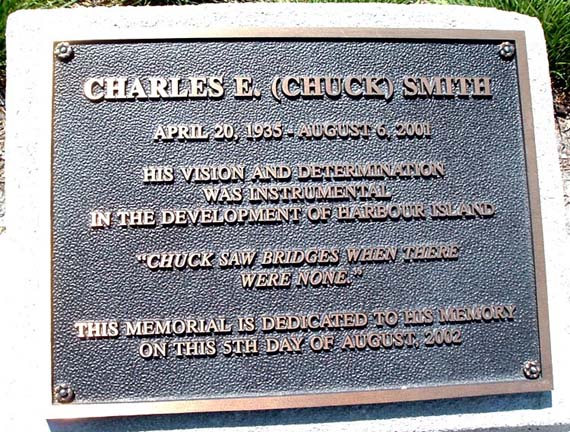 CHARLES E. (CHUCK) SMITH
APRIL 20, 1935 - AUGUST 6, 2001
HIS VISION AND DETERMINATION
WAS INSTRUMENTAL
IN THE DEVELOPMENT OF HARBOUR ISLAND
"CHUCK SAW BRIDGES WHEN THERE
WERE NONE."
THIS MEMORIAL IS DEDICATED TO HIS MEMORY
ON THIS 5TH DAY OF AUGUST, 2002